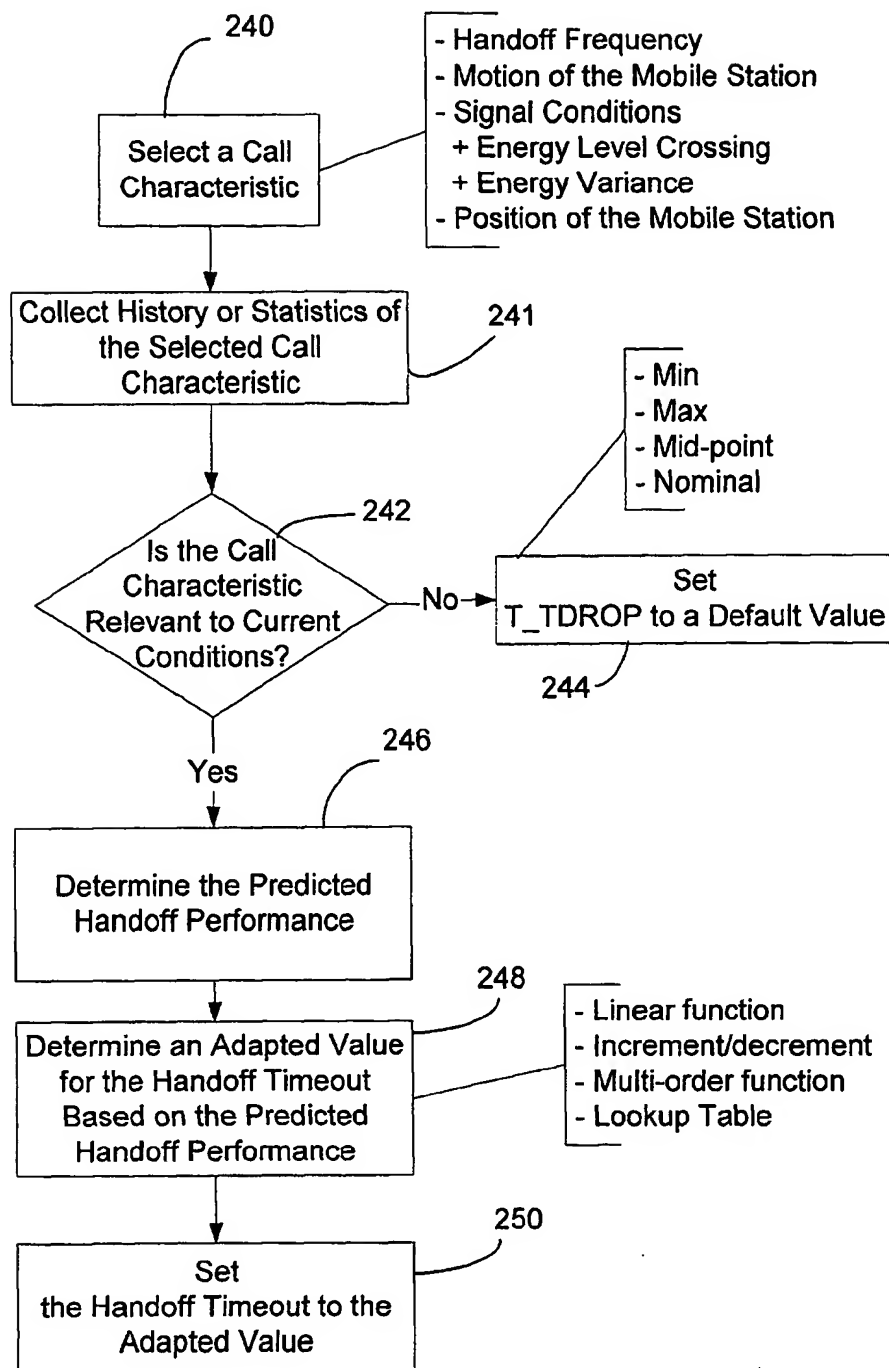 240
- Handoff Frequency
- Motion of the Mobile Station
- Signal Conditions
+ Energy Level Crossing
+ Energy Variance
- Position of the Mobile Station
Select a Call
Characteristic
Collect History or Statistics of
the Selected Call
Characteristic
241
- Min
- Max
- Mid-point
- Nominal
242
Is the Call
Characteristic
Relevant to Current
Conditions?
No
Set
T_TDROP to a Default Value
244
Yes
246
Determine the Predicted
Handoff Performance
248
Determine an Adapted Value
for the Handoff Timeout
Based on the Predicted
Handoff Performance
- Linear function
- Increment/decrement
- Multi-order function
- Lookup Table
250
Set
the Handoff Timeout to the
Adapted Value